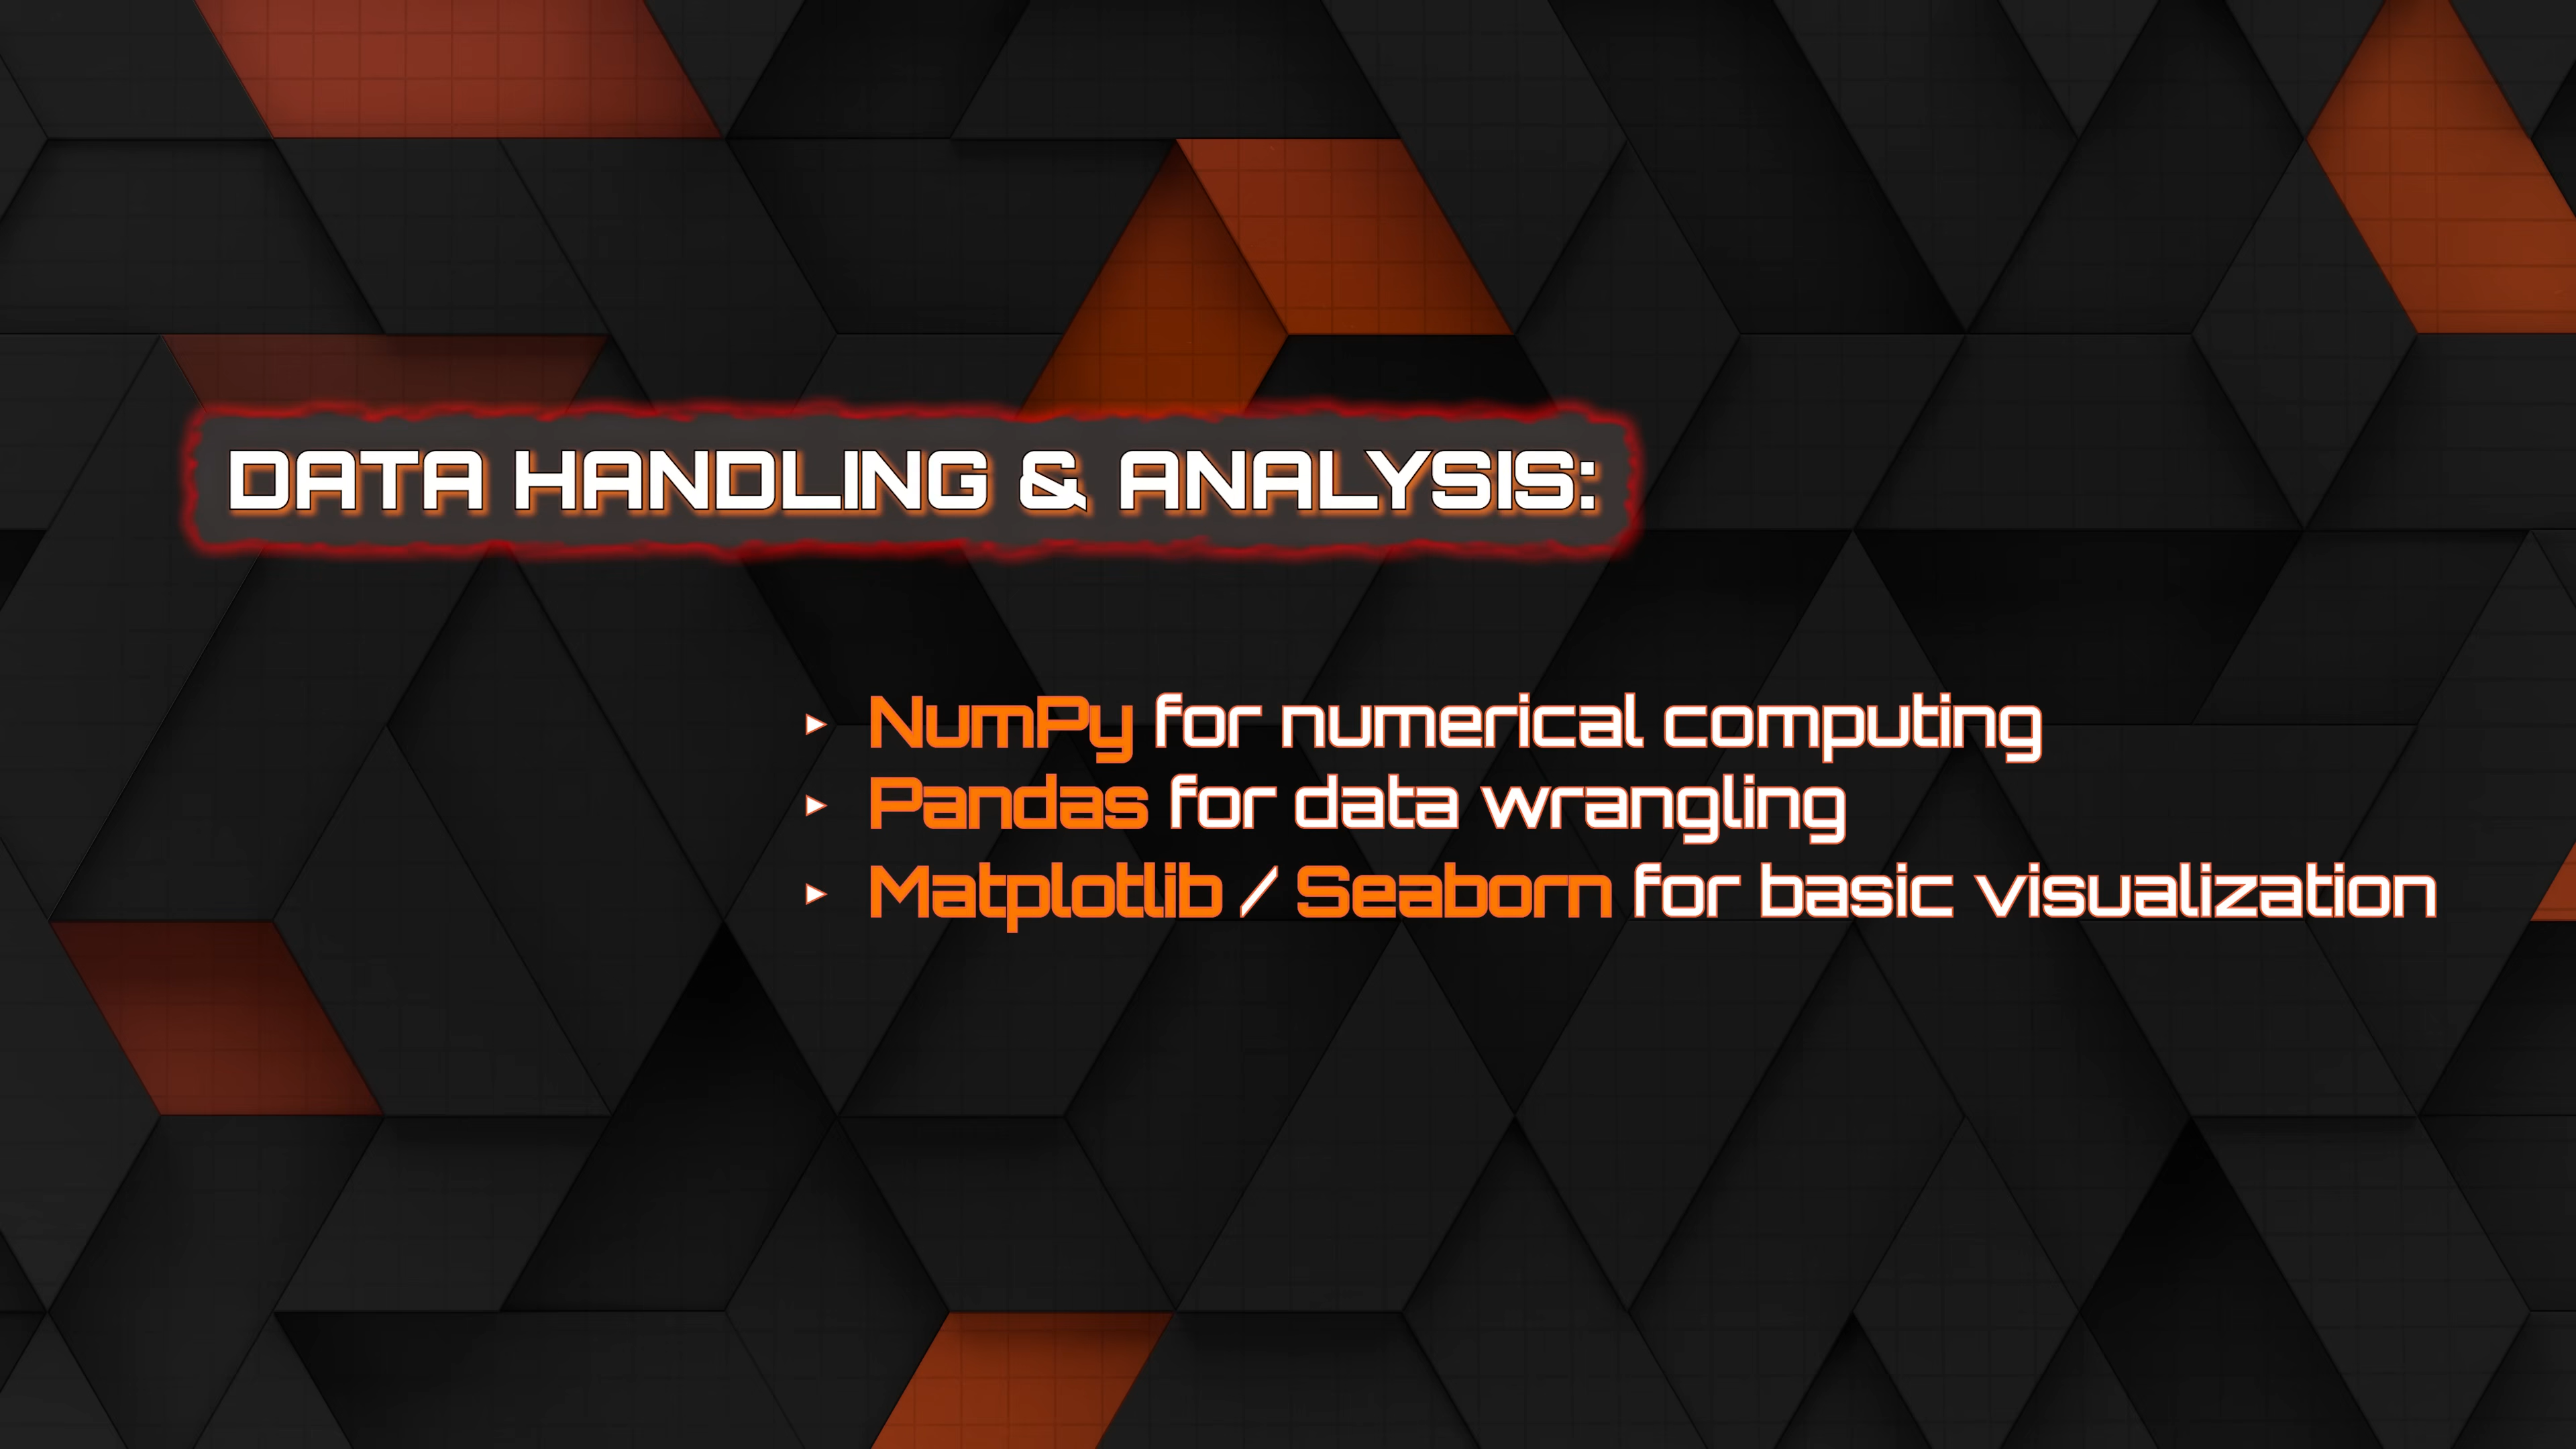 DATA HANDLING & ANALYSIS:
NumPy for numerical computing
Pandas for data wrangling
Matplotlib / Seaborn for basic visualization